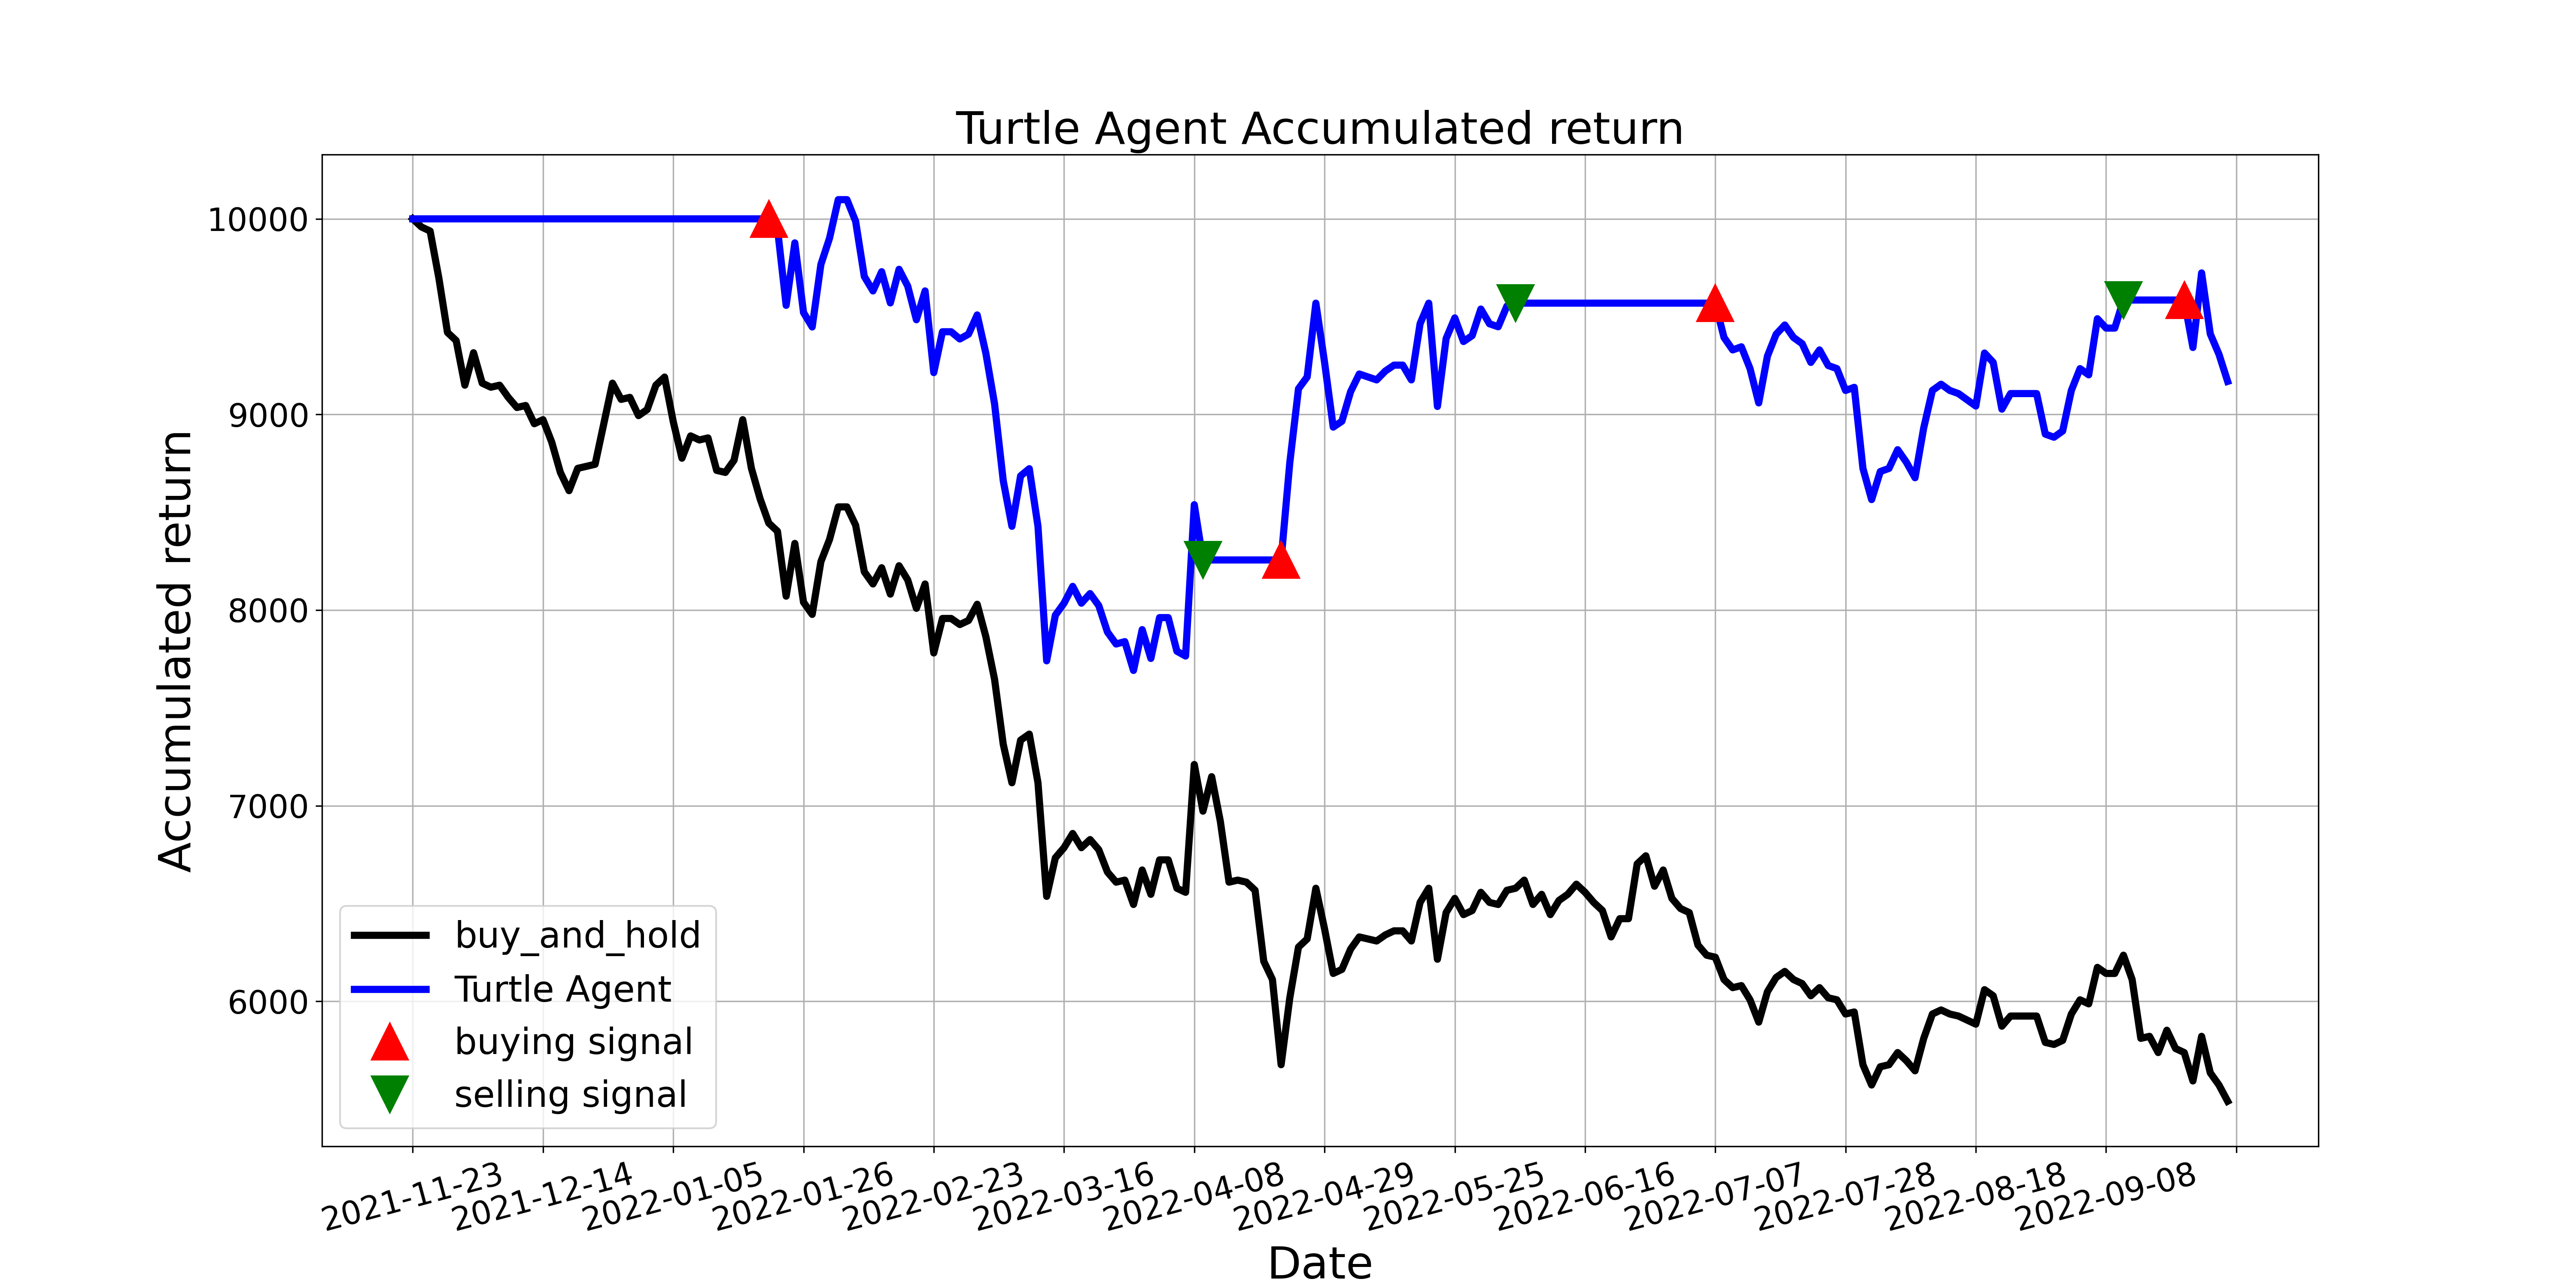 Turtle Agent Accumulated return
Accumulated return
10000
9000
8000
7000
6000
buy_and_hold
Turtle Agent
buying signal
selling signal
2021-11-23
2021-12-14
2022-01-05
2022-01-26
2022-02-23
2022-03-16
2022-04-08
2022-04-29
2022-05-25
2022-06-16
2022-07-07
2022-07-28
2022-08-18
2022-09-08
Date